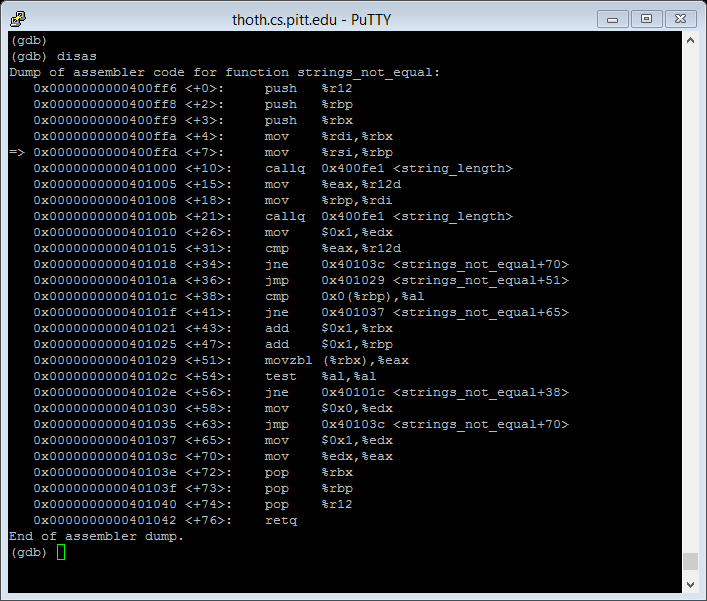 thoth.cs.pitt.edu - PuTTY
(gdb)
(gdb) disas
Dump of assembler code for function strings_not_equal:
   0x0000000000400ff6 <+0>:     push   %r12
   0x0000000000400ff8 <+2>:     push   %rbp
   0x0000000000400ff9 <+3>:     push   %rbx
   0x0000000000400ffa <+4>:     mov    %rdi,%rbx
=> 0x0000000000400ffd <+7>:     mov    %rsi,%rbp
   0x0000000000401000 <+10>:    callq  0x400fe1 <string_length>
   0x0000000000401005 <+15>:    mov    %eax,%r12d
   0x0000000000401008 <+18>:    mov    %rbp,%rdi
   0x000000000040100b <+21>:    callq  0x400fe1 <string_length>
   0x0000000000401010 <+26>:    mov    $0x1,%edx
   0x0000000000401015 <+31>:    cmp    %eax,%r12d
   0x0000000000401018 <+34>:    jne    0x40103c <strings_not_equal+70>
   0x000000000040101a <+36>:    jmp    0x401029 <strings_not_equal+51>
   0x000000000040101c <+38>:    cmp    0x0(%rbp),%al
   0x000000000040101f <+41>:    jne    0x401037 <strings_not_equal+65>
   0x0000000000401021 <+43>:    add    $0x1,%rbx
   0x0000000000401025 <+47>:    add    $0x1,%rbp
   0x0000000000401029 <+51>:    movzbl (%rbx),%eax
   0x000000000040102c <+54>:    test   %al,%al
   0x000000000040102e <+56>:    jne    0x40101c <strings_not_equal+38>
   0x0000000000401030 <+58>:    mov    $0x0,%edx
   0x0000000000401035 <+63>:    jmp    0x40103c <strings_not_equal+70>
   0x0000000000401037 <+65>:    mov    $0x1,%edx
   0x000000000040103c <+70>:    mov    %edx,%eax
   0x000000000040103e <+72>:    pop    %rbx
   0x000000000040103f <+73>:    pop    %rbp
   0x0000000000401040 <+74>:    pop    %r12
   0x0000000000401042 <+76>:    retq
End of assembler dump.
(gdb)